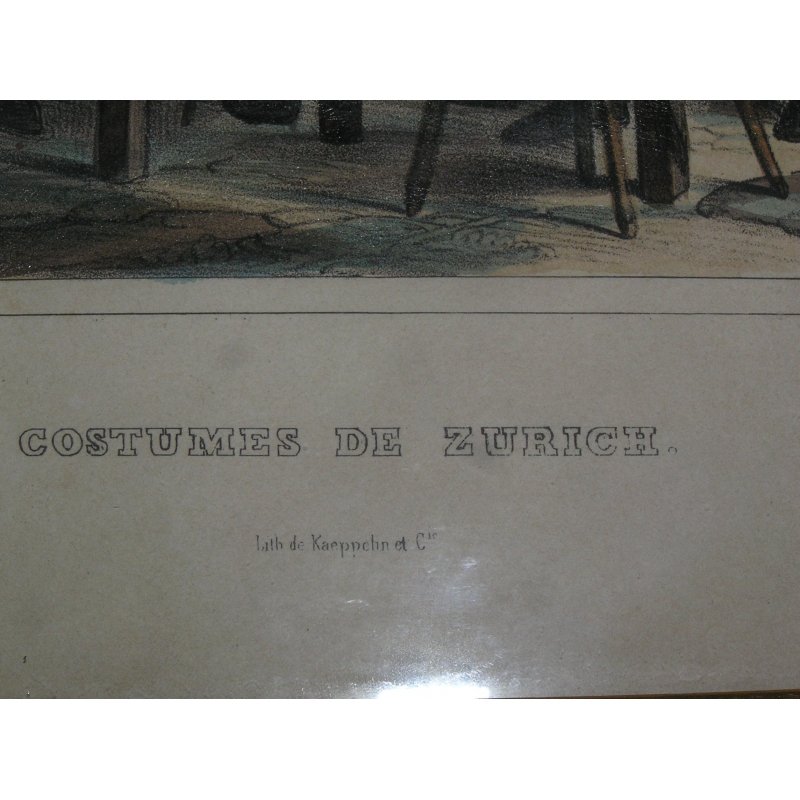 COSTUMES DE ZURICH.
Lith de Kaeppelin et Cie